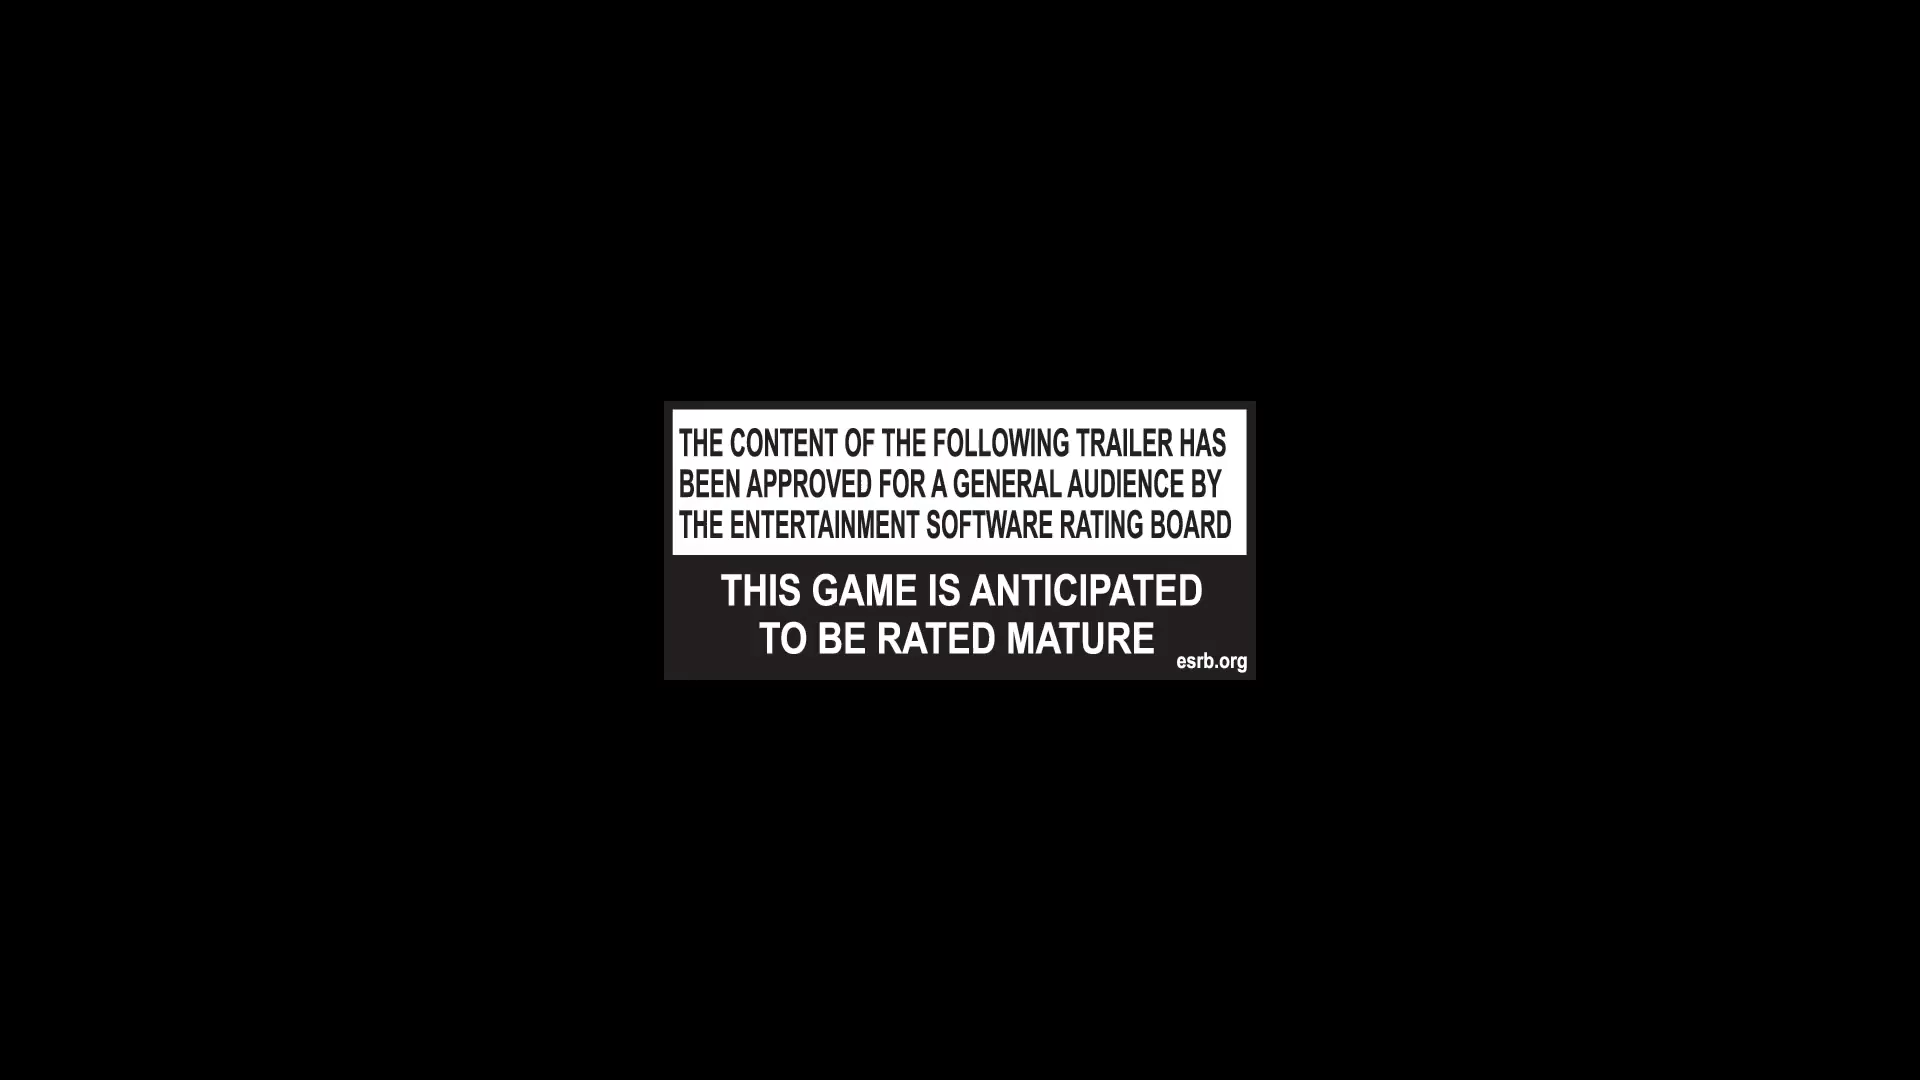 THE CONTENT OF THE FOLLOWING TRAILER HAS
BEEN APPROVED FOR A GENERAL AUDIENCE BY
THE ENTERTAINMENT SOFTWARE RATING BOARD
THIS GAME IS ANTICIPATED
TO BE RATED MATURE
esrb.org